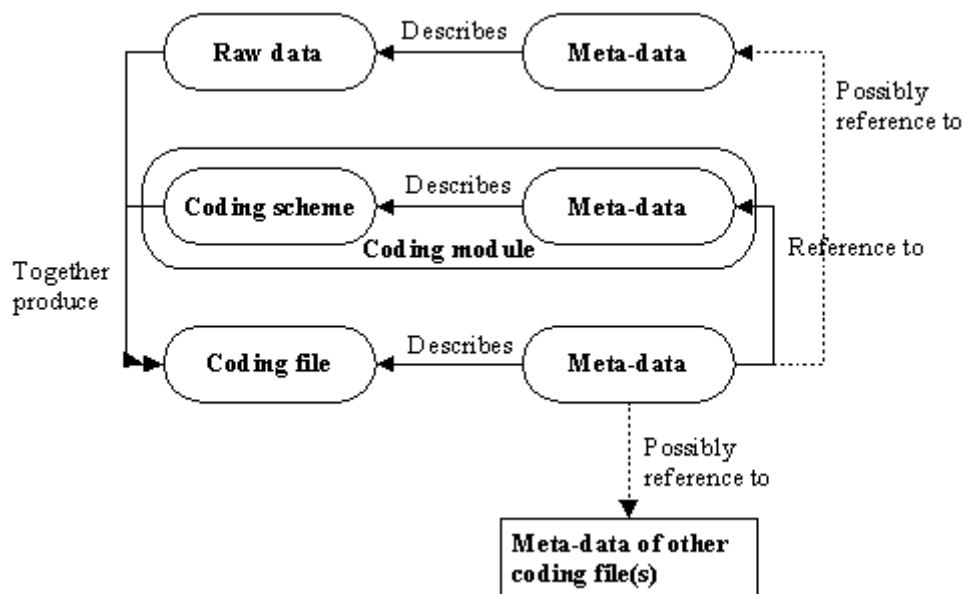 Raw data
Describes
Meta-data
Possibly
reference to
Coding scheme
Describes
Meta-data
Coding module
Reference to
Together
produce
Coding file
Describes
Meta-data
Possibly
reference to
Meta-data of other
coding file(s)